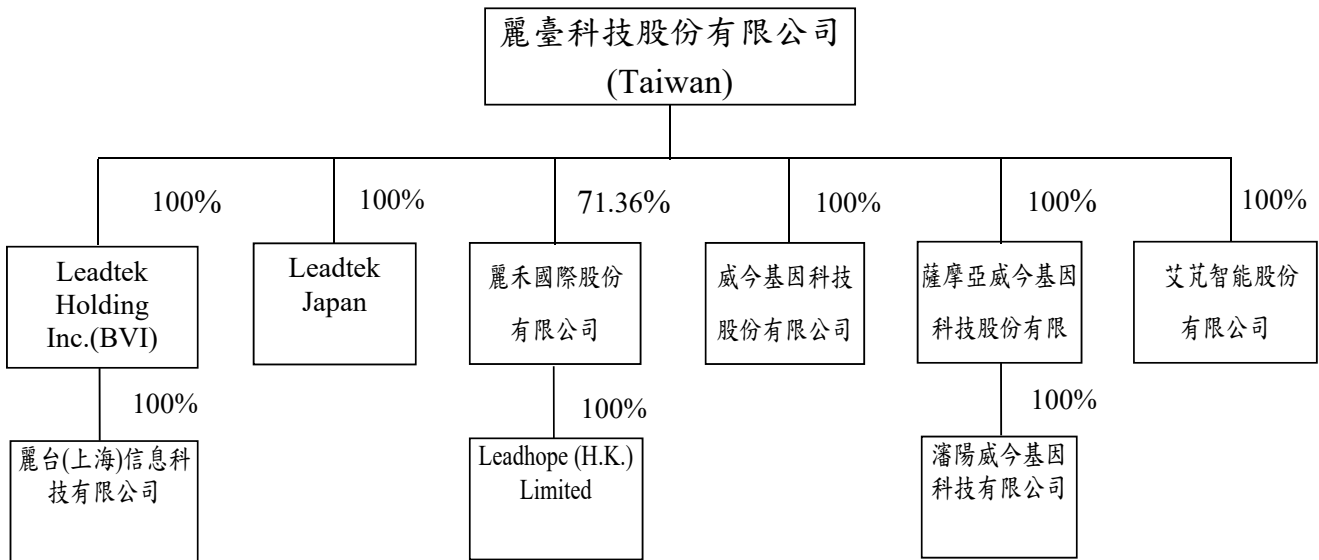 麗臺科技股份有限公司
(Taiwan)
100%
100%
71.36%
100%
100%
100%
Leadtek
Holding
Inc.(BVI)
Leadtek
Japan
麗禾國際股份
有限公司
威今基因科技
股份有限公司
薩摩亞威今基因
科技股份有限
艾芃智能股份
有限公司
100%
100%
100%
麗台(上海)信息科
技有限公司
Leadhope (H.K.)
Limited
瀋陽威今基因
科技有限公司